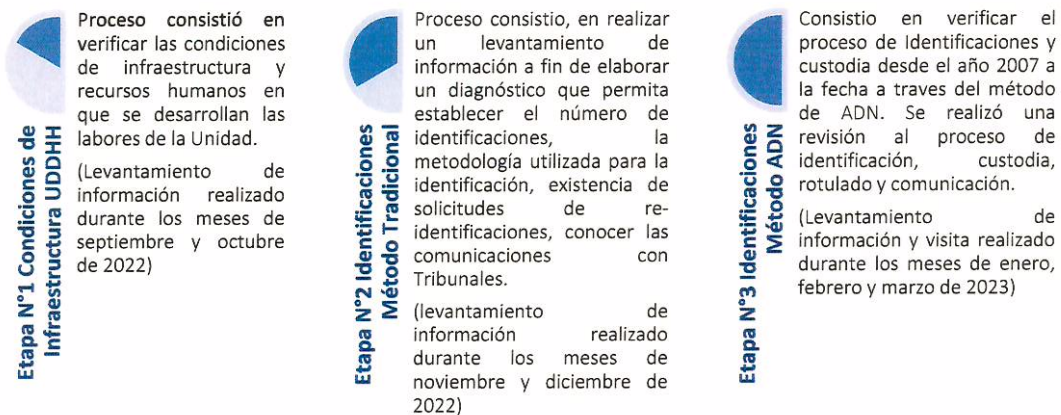 Etapa N°1 Condiciones de
Infraestructura UDDHH
Proceso consistió en
verificar las condiciones
de infraestructura y
recursos humanos en
que se desarrollan las
labores de la Unidad.
(Levantamiento de
información realizado
durante los meses de
septiembre y octubre
de 2022)
Etapa N°2 Identificaciones
Método Tradicional
Proceso consistio, en realizar
un levantamiento de
información a fin de elaborar
un diagnóstico que permita
establecer el número de
identificaciones, la
metodología utilizada para la
identificación, existencia de
solicitudes de re-
identificaciones, conocer las
comunicaciones con
Tribunales.
(levantamiento de
información realizado
durante los meses de
noviembre y diciembre de
2022)
Etapa N°3 Identificaciones
Método ADN
Consistio en verificar el
proceso de Identificaciones y
custodia desde el año 2007 a
la fecha a traves del método
de ADN. Se realizó una
revisión al proceso de
identificación, custodia,
rotulado y comunicación.
(Levantamiento de
información y visita realizado
durante los meses de enero,
febrero y marzo de 2023)